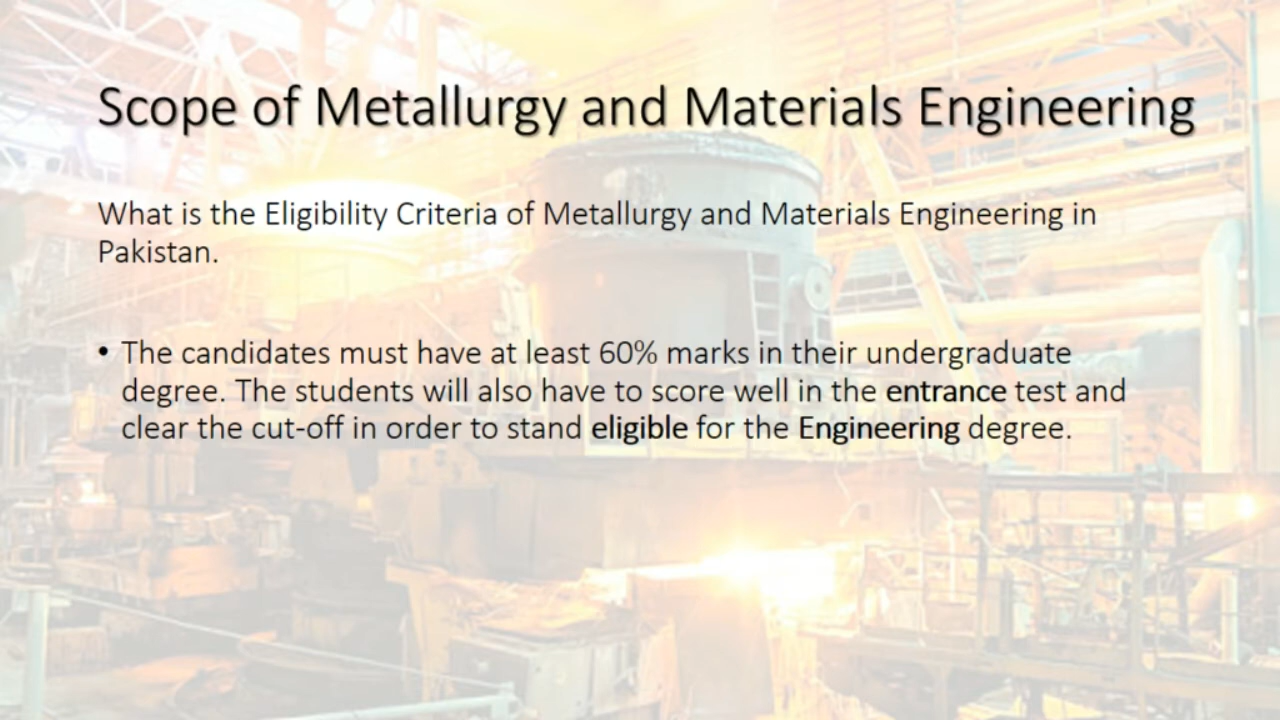 Scope of Metallurgy and Materials Engineering
What is the Eligibility Criteria of Metallurgy and Materials Engineering in
Pakistan.
• The candidates must have at least 60% marks in their undergraduate
degree. The students will also have to score well in the entrance test and
clear the cut-off in order to stand eligible for the Engineering degree.